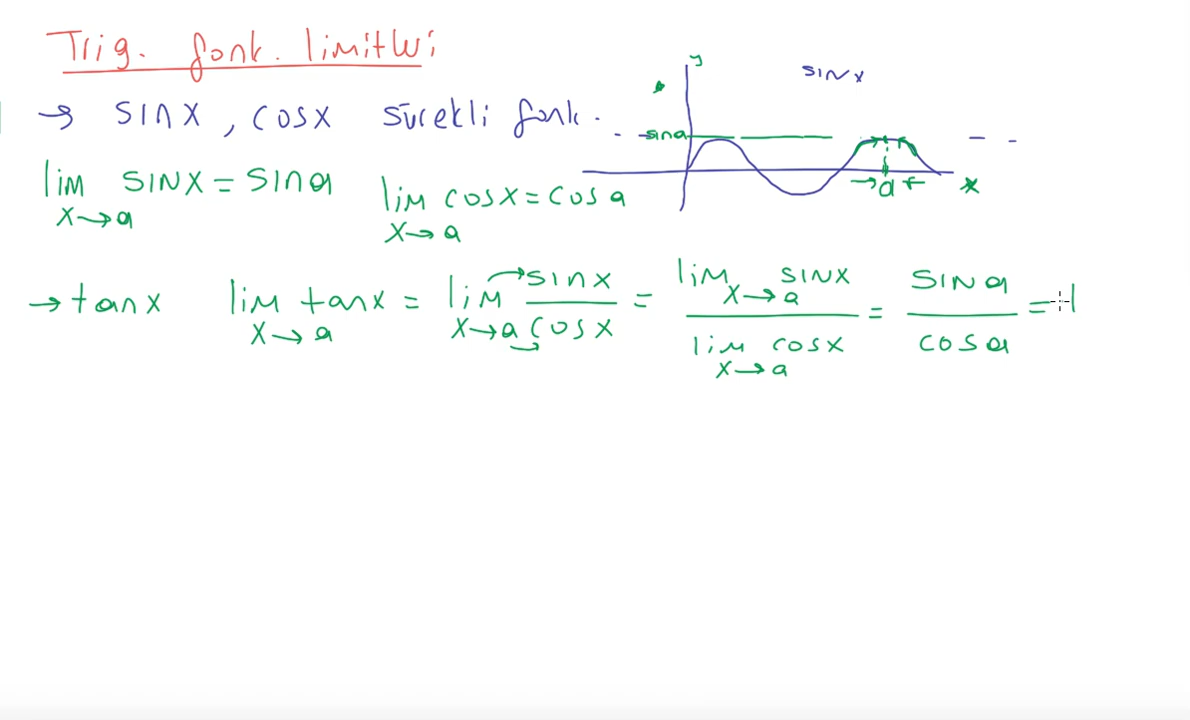 Trig. fonk. limitleri
→ sinx, cosx sürekli fonk.
lim sinx = sina
x→a
lim cosx = cosa
x→a
y
sinx
sina
→ a ←
x
→ tanx lim tanx = lim sinx/cosx = lim sinx / lim cosx = sina/cosa =
x→a x→a x→a x→a